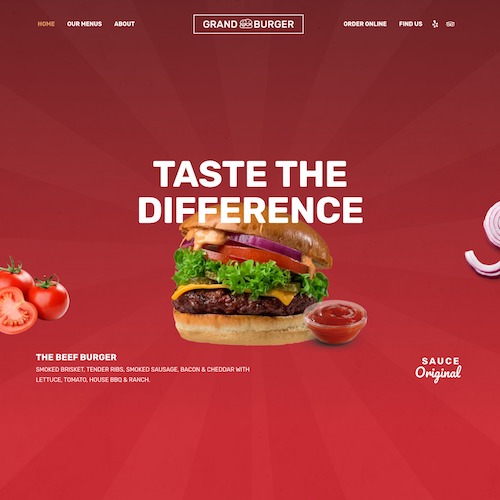 HOME OUR MENUS ABOUT GRAND BURGER ORDER ONLINE FIND US
TASTE THE
DIFFERENCE
THE BEEF BURGER
SMOKED BRISKET, TENDER RIBS, SMOKED SAUSAGE, BACON & CHEDDAR WITH
LETTUCE, TOMATO, HOUSE BBQ & RANCH.
SAUCE
Original